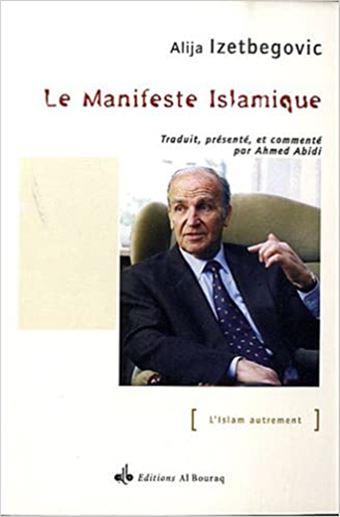 Alija Izetbegovic
Le Manifeste Islamique
Traduit, présenté, et commenté
par Ahmed Abidi
[ L'Islam autrement ]
Editions Al Bouraq